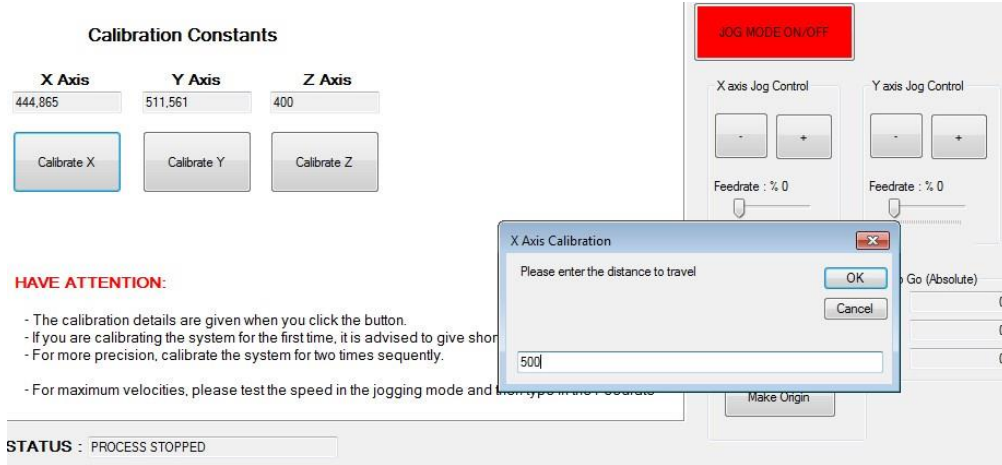 Calibration Constants
X Axis Y Axis Z Axis
444,865 511,561 400
Calibrate X Calibrate Y Calibrate Z
HAVE ATTENTION:
- The calibration details are given when you click the button.
- If you are calibrating the system for the first time, it is advised to give
- For more precision, calibrate the system for two times sequently.
- For maximum velocities, please test the speed in the jogging mode and
STATUS : PROCESS STOPPED
JOG MODE ON/OFF
X axis Jog Control Y axis Jog Control
- + - +
Feedrate : % 0 Feedrate : % 0
X Axis Calibration
Please enter the distance to travel
OK
Cancel
500
Go (Absolute)
Make Origin